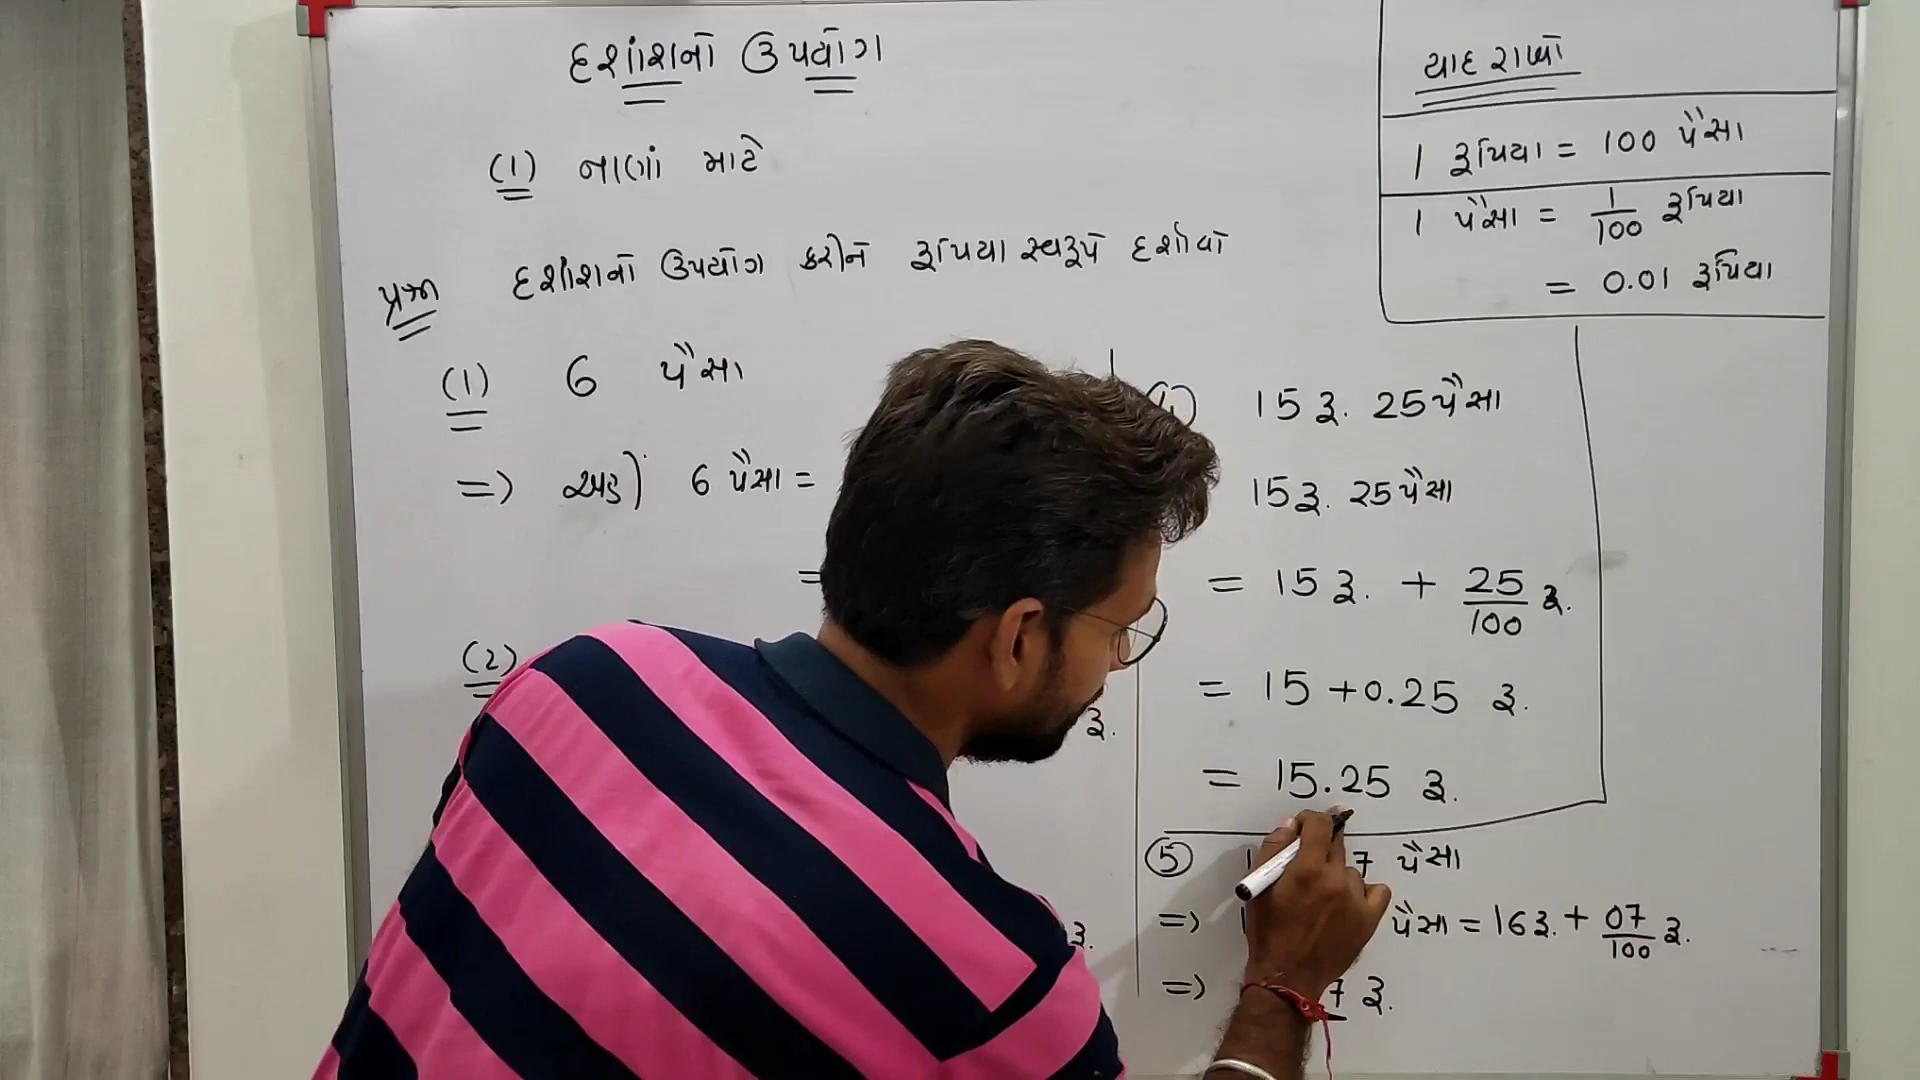 દશાંશનો ઉપયોગ
(1) નાણાં માટે
પ્રશ્ન દશાંશનો ઉપયોગ કરીને રૂપિયા સ્વરૂપે દર્શાવો
(1) 6 પૈસા
=> અહીં 6 પૈસા =
=
(2)
રૂ.
રૂ.
યાદ રાખો
1 રૂપિયા = 100 પૈસા
1 પૈસા = 1/100 રૂપિયા
= 0.01 રૂપિયા
15 રૂ. 25 પૈસા
15 રૂ. 25 પૈસા
= 15 રૂ. + 25/100 રૂ.
= 15 + 0.25 રૂ.
= 15.25 રૂ.
(5) 7 પૈસા
=> પૈસા = 16 રૂ. + 07/100 રૂ.
=> 7 રૂ.